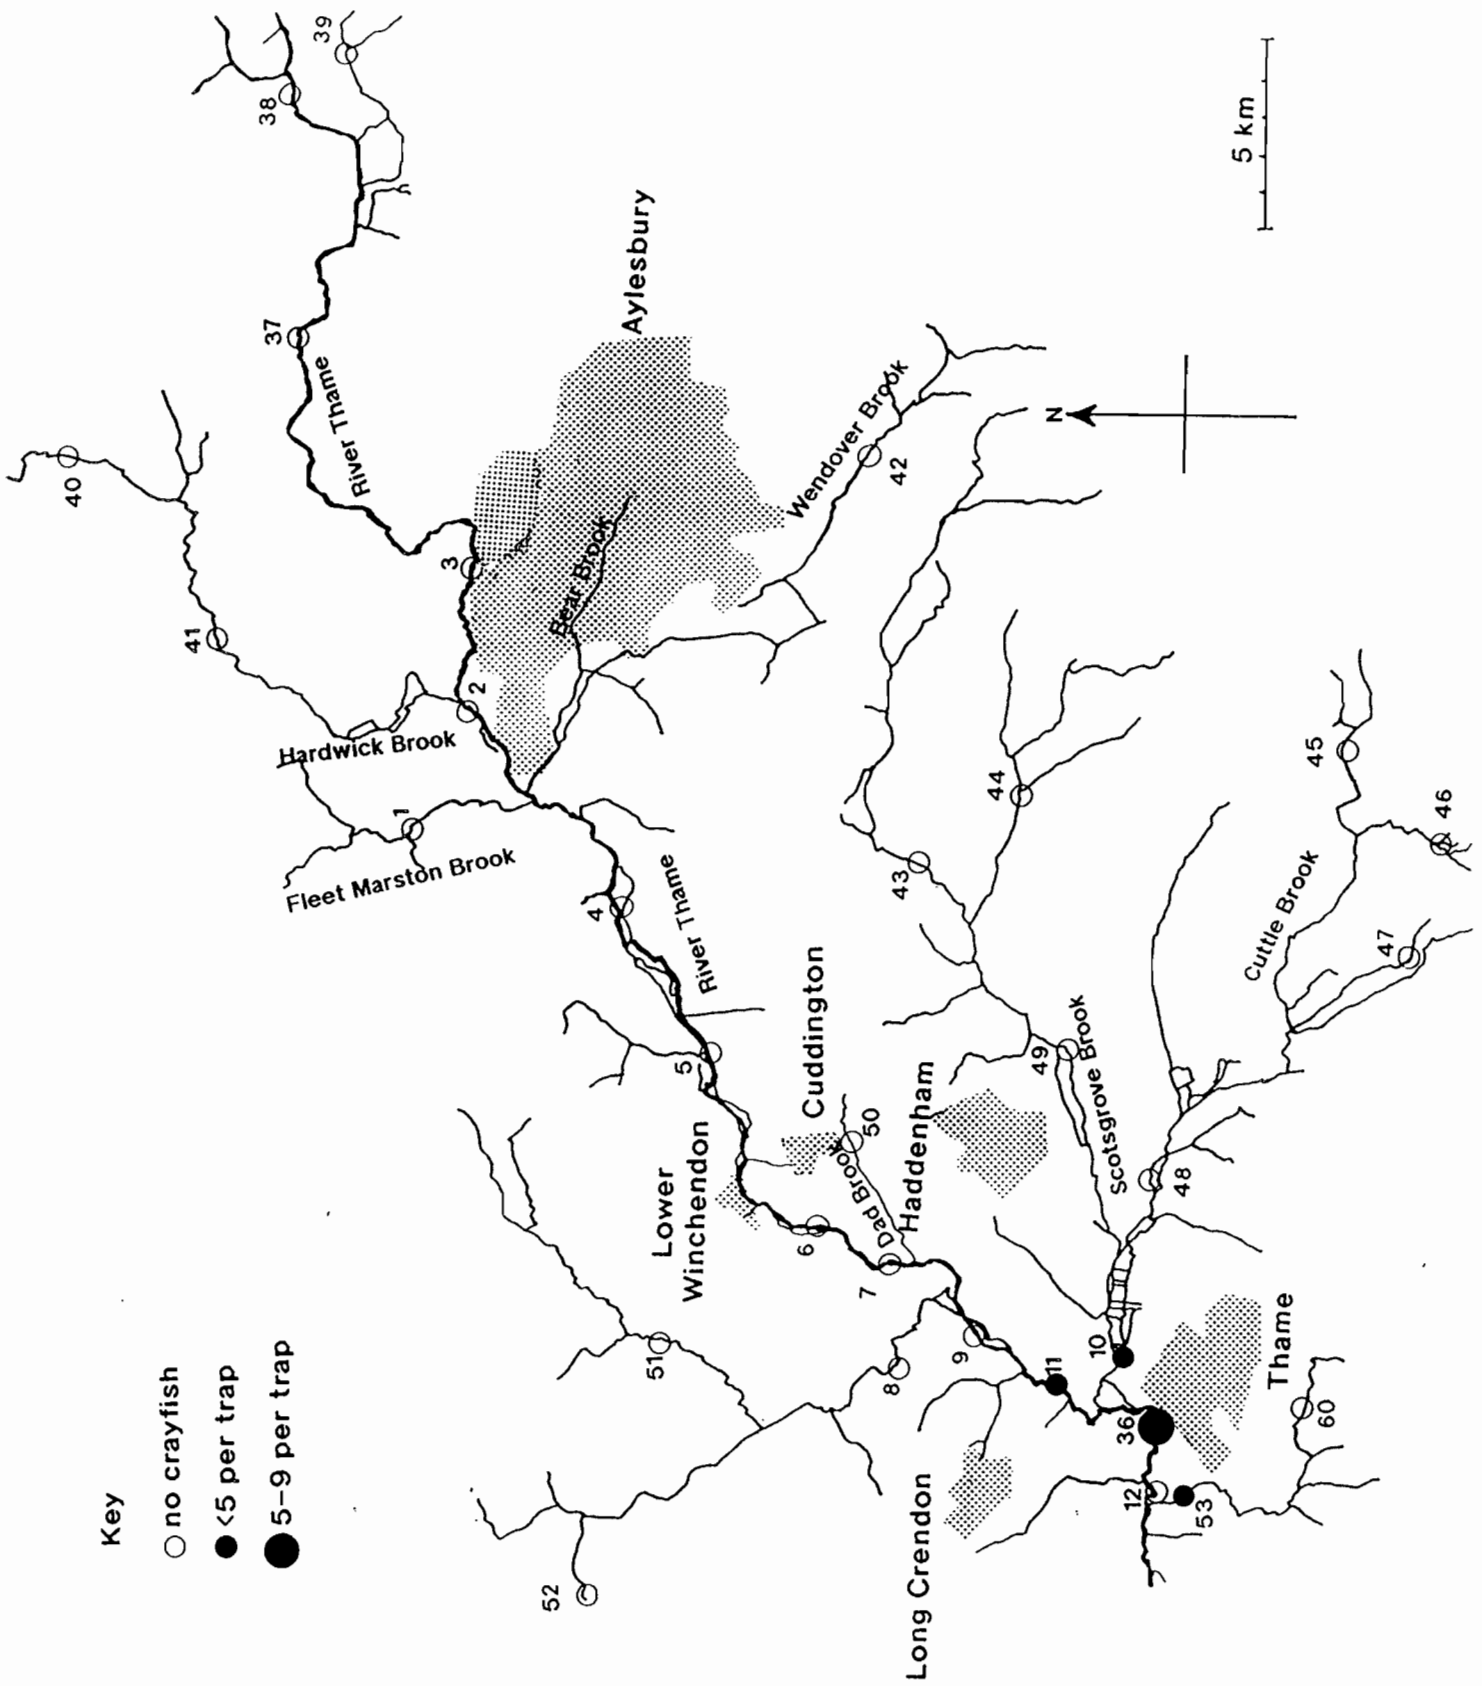 Key
no crayfish
<5 per trap
5–9 per trap
52
51
8
Long Crendon
12
53
36
60
Thame
11
10
9
7
6
Lower
Winchendon
Dad Brook
50
Cuddington
Haddenham
48
Scotsgrove Brook
49
5
River Thame
4
43
44
Cuttle Brook
47
46
45
Fleet Marston Brook
1
Hardwick Brook
2
41
3
Bear Brook
40
River Thame
37
Aylesbury
Wendover Brook
42
N
38
39
5 km